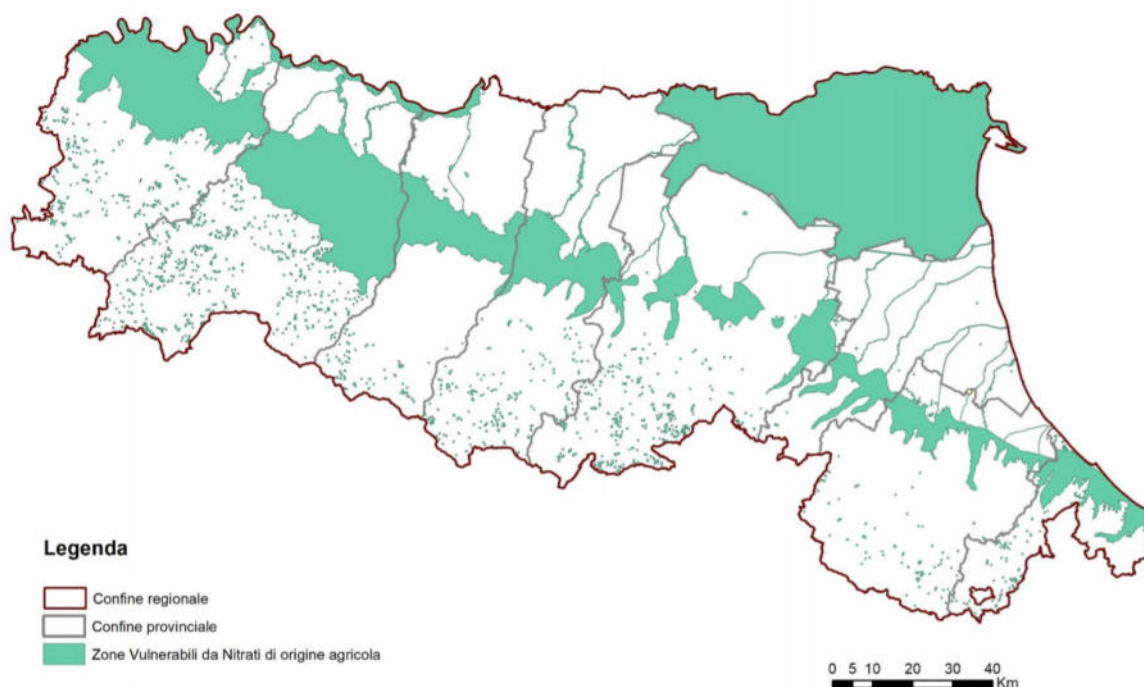 Legenda
Confine regionale
Confine provinciale
Zone Vulnerabili da Nitrati di origine agricola
0 5 10 20 30 40
Km